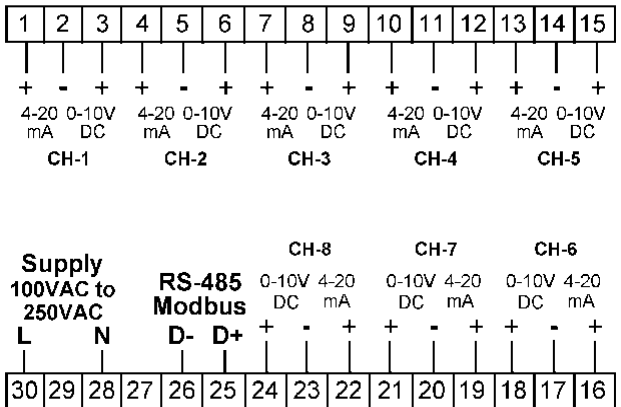 1 2 3 4 5 6 7 8 9 10 11 12 13 14 15
+ - + + - + + - + + - + + - +
4-20 0-10V 4-20 0-10V 4-20 0-10V 4-20 0-10V 4-20 0-10V
mA DC mA DC mA DC mA DC mA DC
CH-1 CH-2 CH-3 CH-4 CH-5
CH-8 CH-7 CH-6
Supply
100VAC to
250VAC
L N
RS-485
Modbus
D- D+
0-10V 4-20 0-10V 4-20 0-10V 4-20
DC mA DC mA DC mA
+ - + + - + + - +
30 29 28 27 26 25 24 23 22 21 20 19 18 17 16